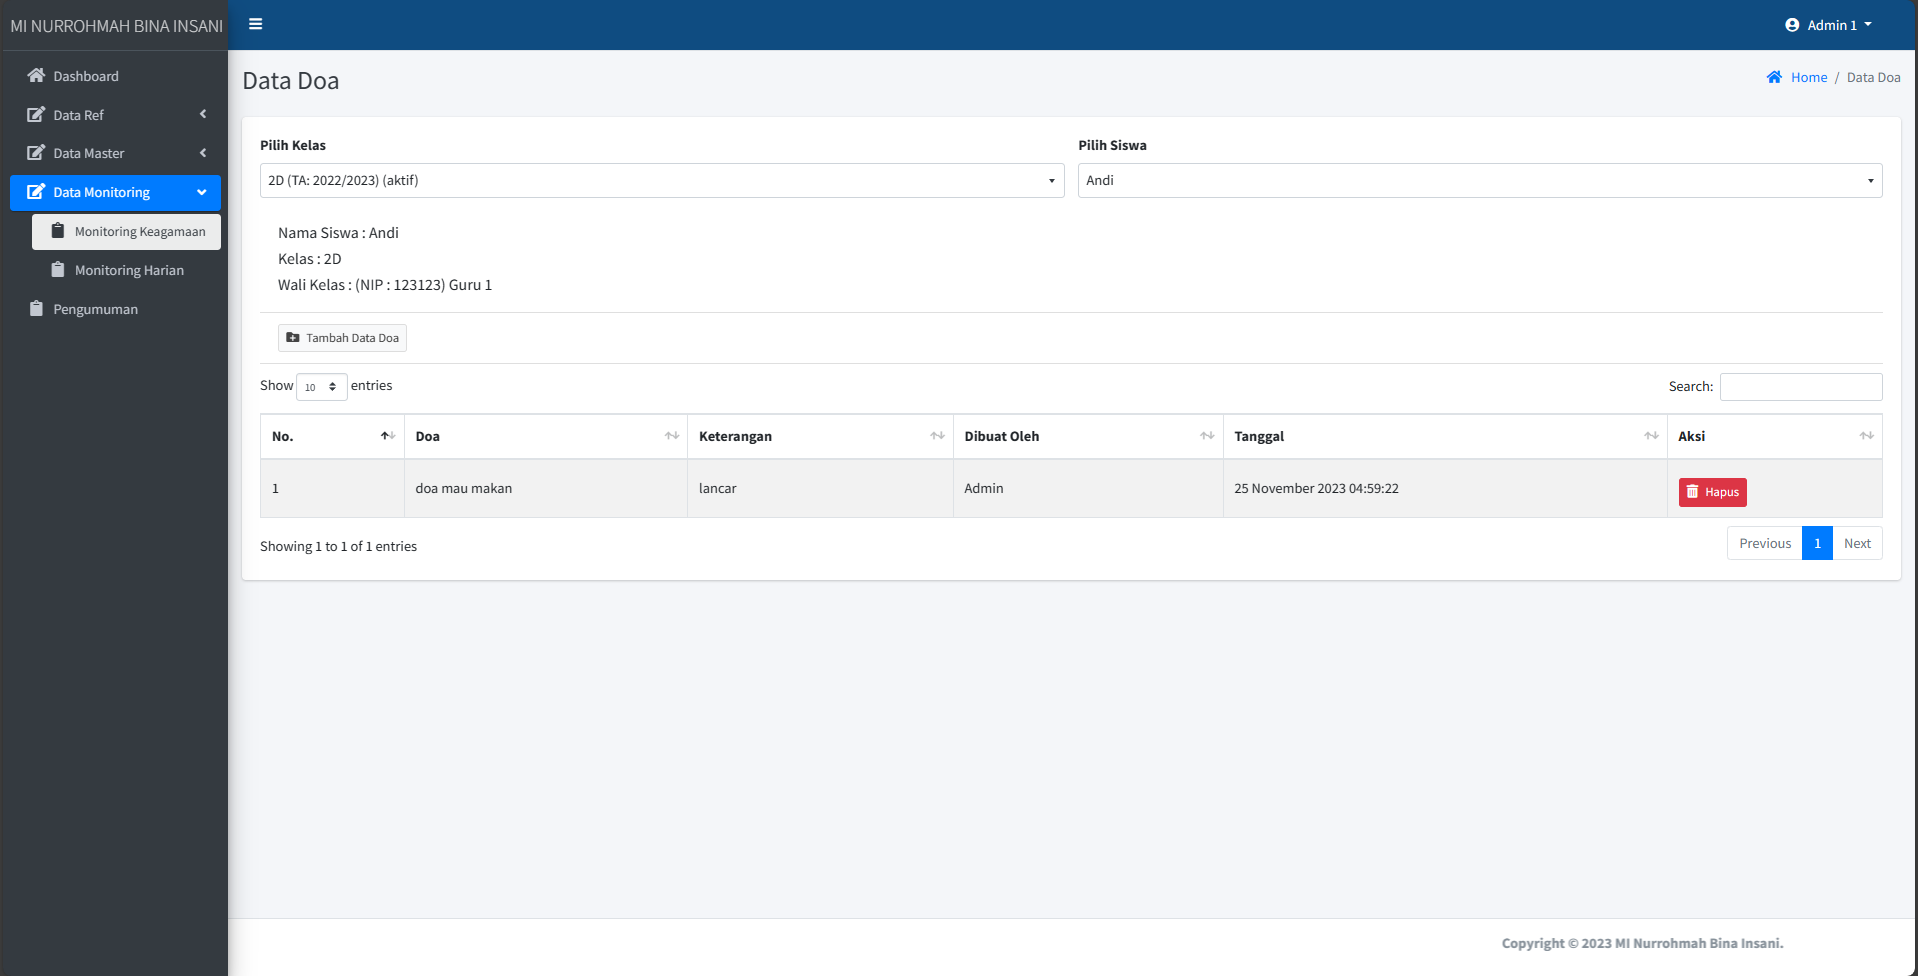 MI NURROHMAH BINA INSANI
Admin 1
Dashboard
Data Ref
Data Master
Data Monitoring
Monitoring Keagamaan
Monitoring Harian
Pengumuman
Data Doa
Home / Data Doa
Pilih Kelas
2D (TA: 2022/2023) (aktif)
Pilih Siswa
Andi
Nama Siswa : Andi
Kelas : 2D
Wali Kelas : (NIP : 123123) Guru 1
Tambah Data Doa
Show 10 entries
Search:
No. Doa Keterangan Dibuat Oleh Tanggal Aksi
1 doa mau makan lancar Admin 25 November 2023 04:59:22 Hapus
Showing 1 to 1 of 1 entries
Previous 1 Next
Copyright © 2023 MI Nurrohmah Bina Insani.